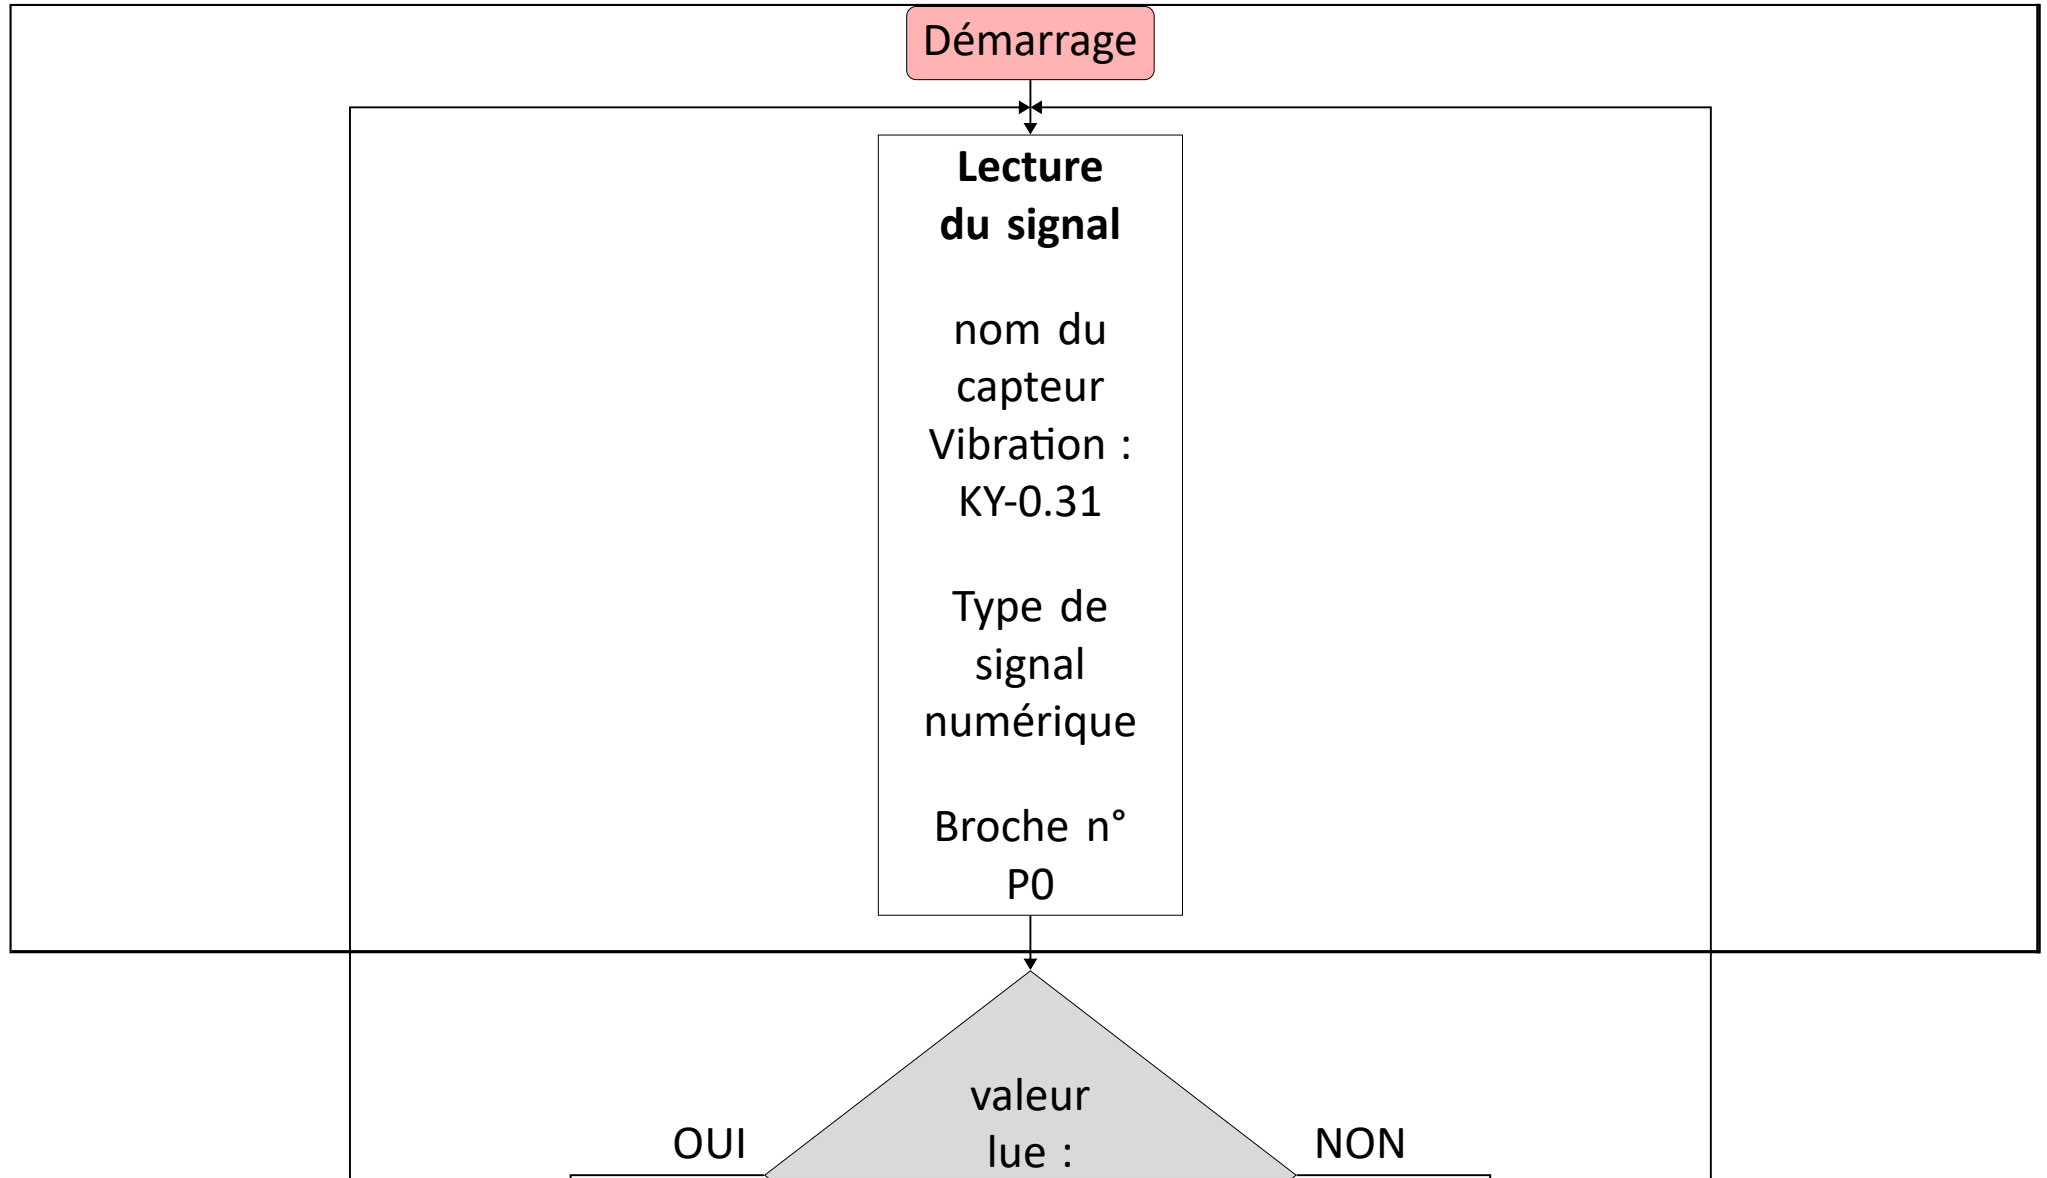 Démarrage
Lecture
du signal
nom du
capteur
Vibration :
KY-0.31
Type de
signal
numérique
Broche n°
P0
valeur
lue :
OUI
NON